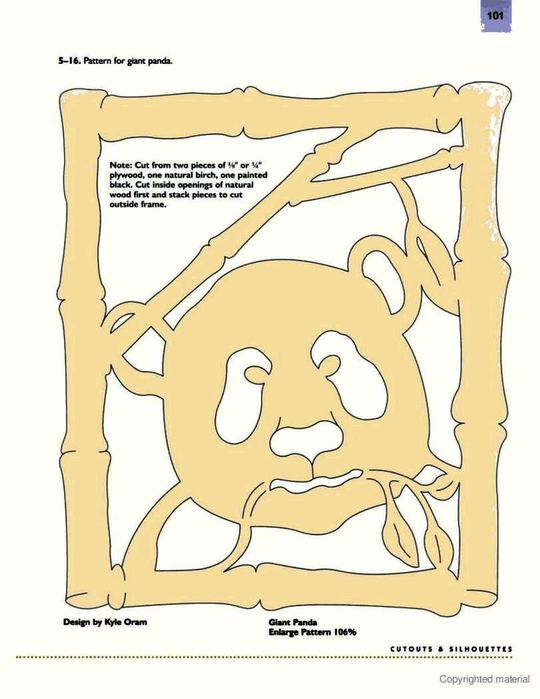 101
5–16. Pattern for giant panda.
Note: Cut from two pieces of ⅛" or ¼"
plywood, one natural birch, one painted
black. Cut inside openings of natural
wood first and stack pieces to cut
outside frame.
Design by Kyle Oram
Giant Panda
Enlarge Pattern 106%
CUTOUTS & SILHOUETTES
Copyrighted material